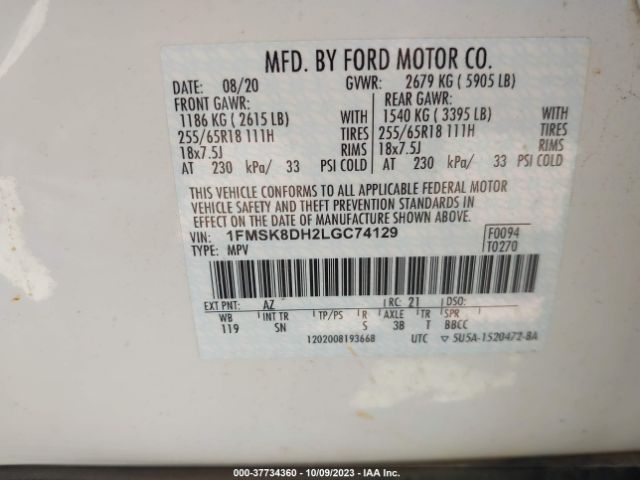 MFD. BY FORD MOTOR CO.
DATE: 08/20 GVWR: 2679 KG ( 5905 LB)
FRONT GAWR: REAR GAWR:
1186 KG ( 2615 LB) WITH 1540 KG ( 3395 LB) WITH
255/65R18 111H TIRES 255/65R18 111H TIRES
18x7.5J RIMS 18x7.5J RIMS
AT 230 kPa/ 33 PSI COLD AT 230 kPa/ 33 PSI COLD
THIS VEHICLE CONFORMS TO ALL APPLICABLE FEDERAL MOTOR
VEHICLE SAFETY AND THEFT PREVENTION STANDARDS IN
EFFECT ON THE DATE OF MANUFACTURE SHOWN ABOVE.
VIN: 1FMSK8DH2LGC74129 F0094
TYPE: MPV T0270
EXT PNT: AZ RC: 21 DSO:
WB INT TR TP/PS R AXLE TR SPR
119 SN S 38 T BBCC
1202008193668 UTC ▽ 5U5A-1520472-BA
000-37734360 | 10/09/2023 | IAA Inc.